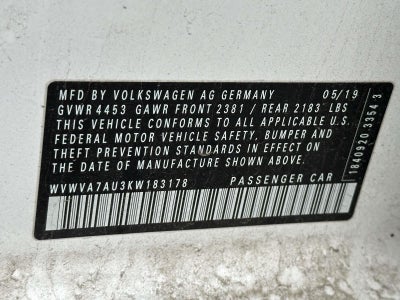 MFD BY VOLKSWAGEN AG GERMANY 05/19
GVWR 4453 GAWR FRONT 2381 / REAR 2183 LBS
THIS VEHICLE CONFORMS TO ALL APPLICABLE U.S.
FEDERAL MOTOR VEHICLE SAFETY, BUMPER AND
THEFT PREVENTION STANDARDS IN EFFECT ON
THE DATE OF MANUFACTURE SHOWN ABOVE.
WVWVA7AU3KW183178 PASSENGER CAR
1840920.3354 3